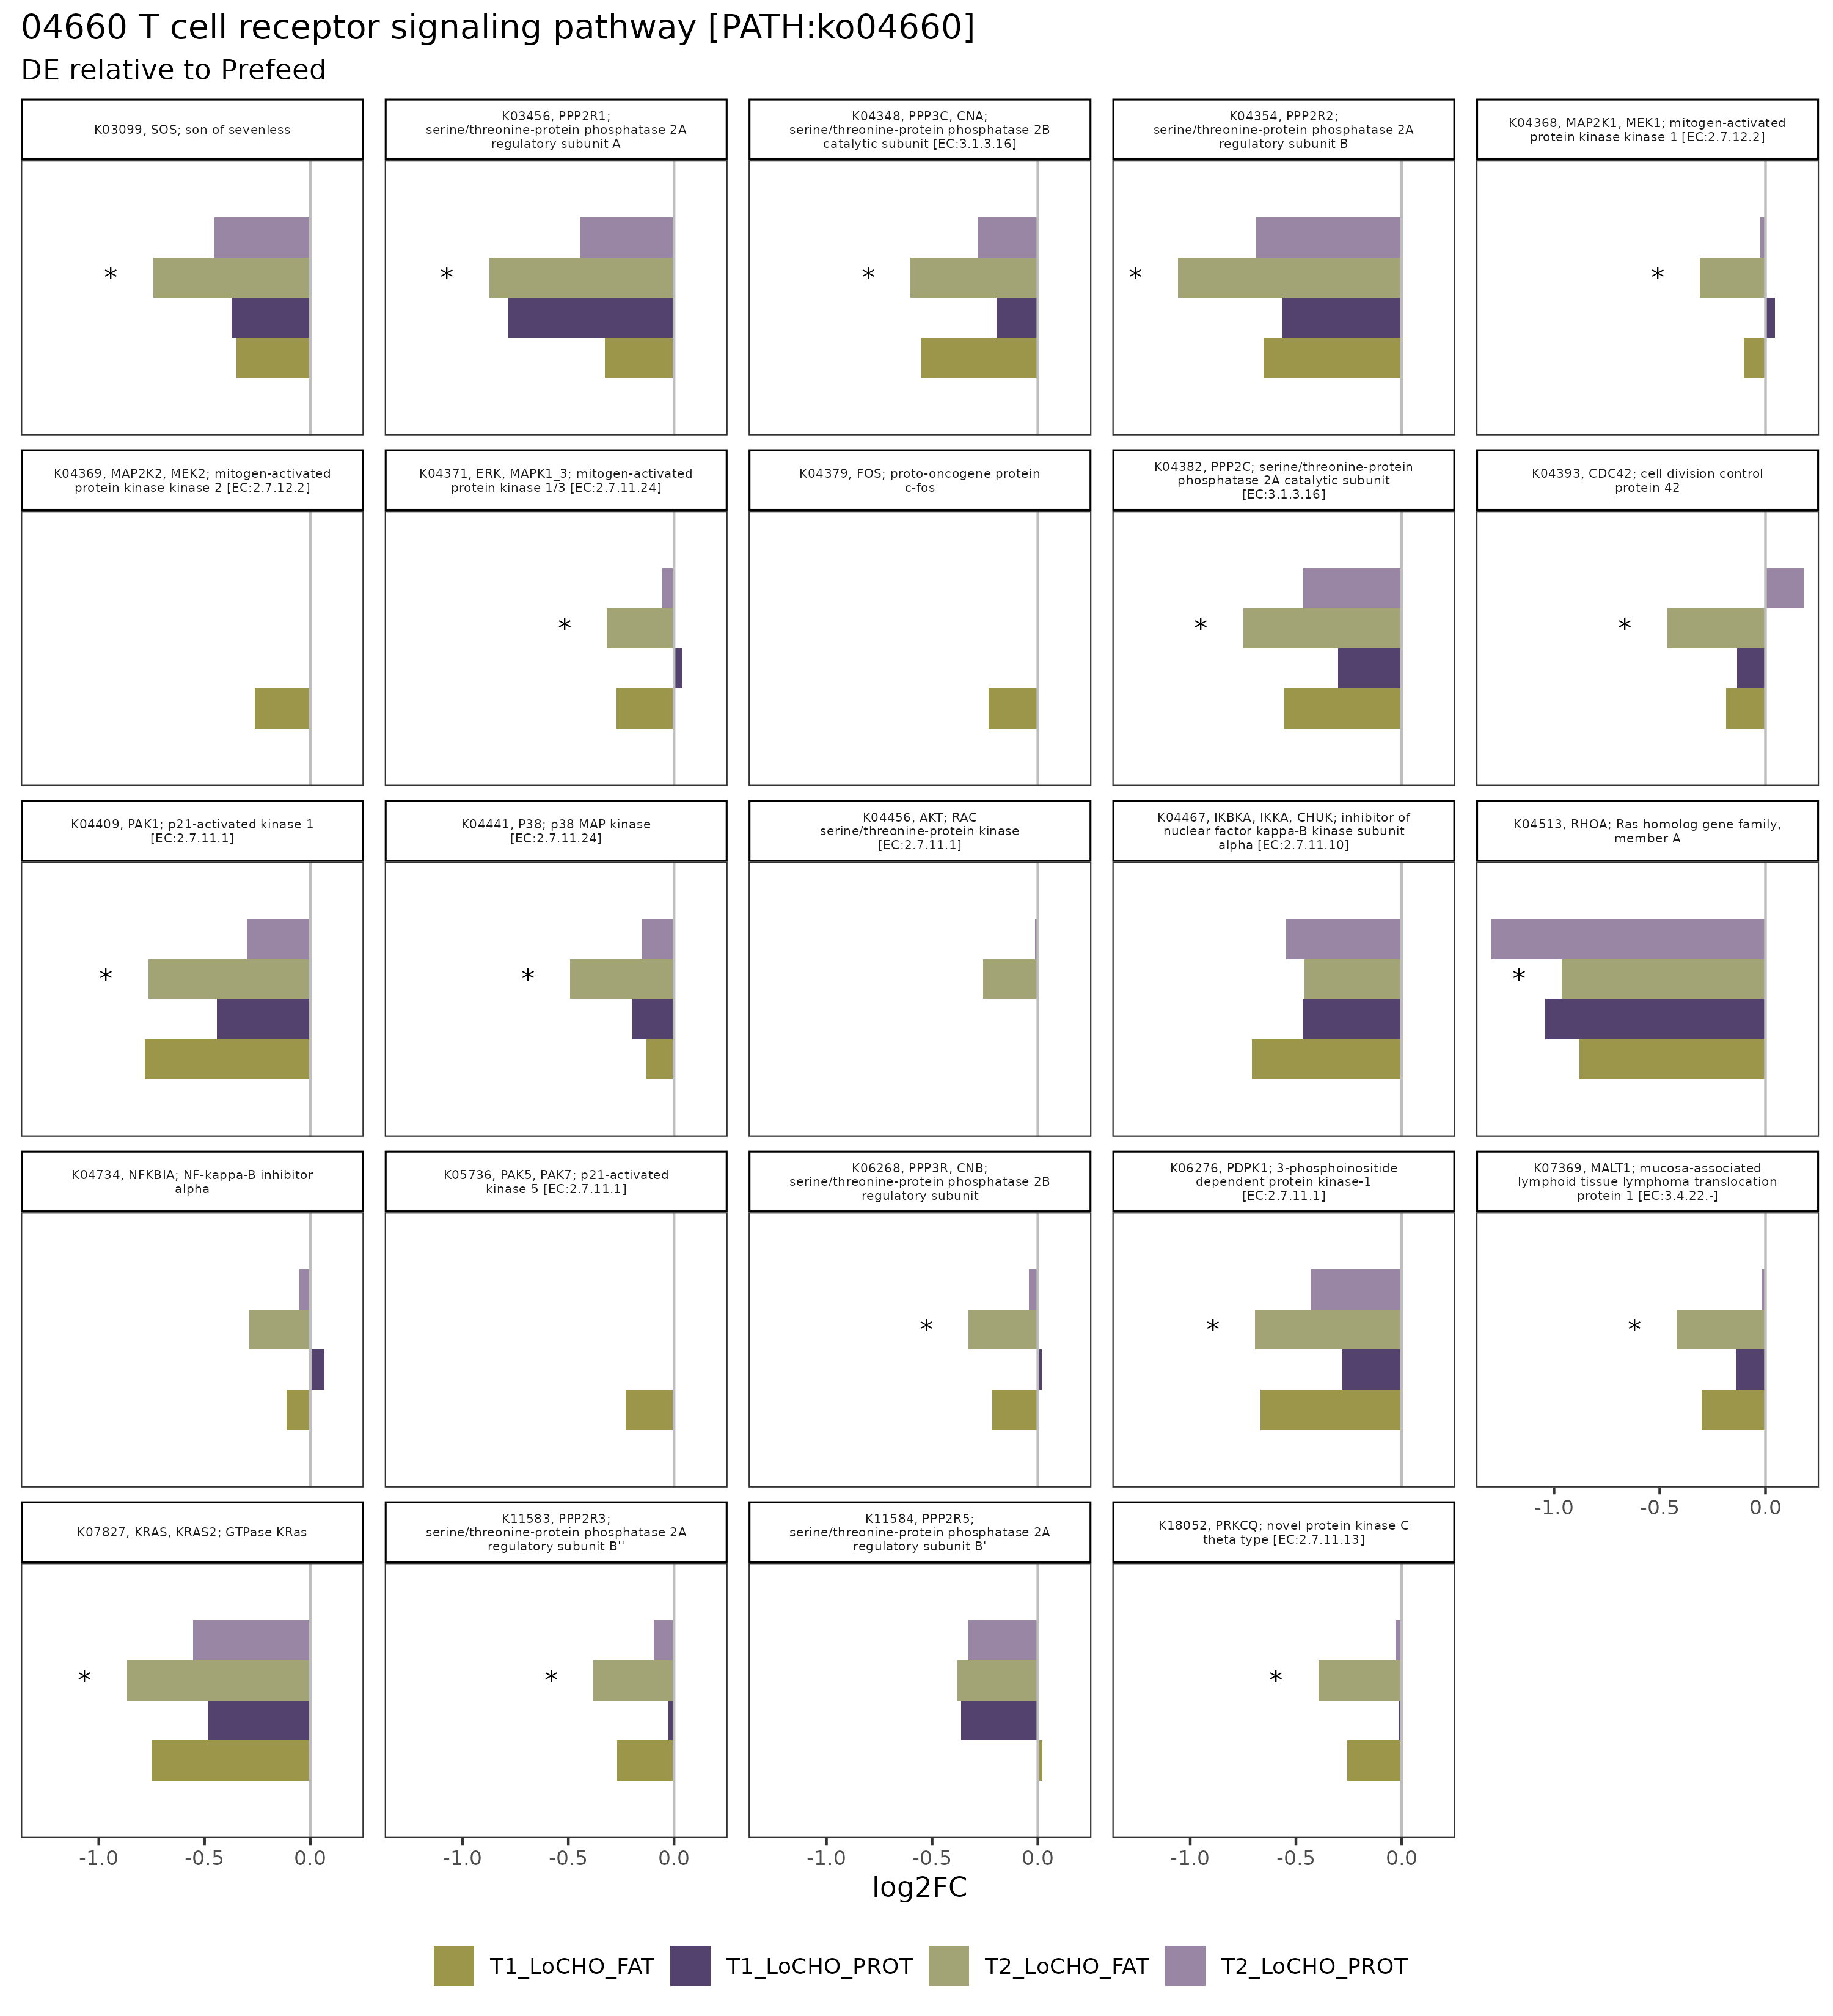 04660 T cell receptor signaling pathway [PATH:ko04660]
DE relative to Prefeed
K03099, SOS; son of sevenless
K03456, PPP2R1;
serine/threonine-protein phosphatase 2A
regulatory subunit A
K04348, PPP3C, CNA;
serine/threonine-protein phosphatase 2B
catalytic subunit [EC:3.1.3.16]
K04354, PPP2R2;
serine/threonine-protein phosphatase 2A
regulatory subunit B
K04368, MAP2K1, MEK1; mitogen-activated
protein kinase kinase 1 [EC:2.7.12.2]
*
*
*
*
*
K04369, MAP2K2, MEK2; mitogen-activated
protein kinase kinase 2 [EC:2.7.12.2]
K04371, ERK, MAPK1_3; mitogen-activated
protein kinase 1/3 [EC:2.7.11.24]
K04379, FOS; proto-oncogene protein
c-fos
K04382, PPP2C; serine/threonine-protein
phosphatase 2A catalytic subunit
[EC:3.1.3.16]
K04393, CDC42; cell division control
protein 42
*
*
*
K04409, PAK1; p21-activated kinase 1
[EC:2.7.11.1]
K04441, P38; p38 MAP kinase
[EC:2.7.11.24]
K04456, AKT; RAC
serine/threonine-protein kinase
[EC:2.7.11.1]
K04467, IKBKA, IKKA, CHUK; inhibitor of
nuclear factor kappa-B kinase subunit
alpha [EC:2.7.11.10]
K04513, RHOA; Ras homolog gene family,
member A
*
*
*
K04734, NFKBIA; NF-kappa-B inhibitor
alpha
K05736, PAK5, PAK7; p21-activated
kinase 5 [EC:2.7.11.1]
K06268, PPP3R, CNB;
serine/threonine-protein phosphatase 2B
regulatory subunit
K06276, PDPK1; 3-phosphoinositide
dependent protein kinase-1
[EC:2.7.11.1]
K07369, MALT1; mucosa-associated
lymphoid tissue lymphoma translocation
protein 1 [EC:3.4.22.-]
*
*
*
-1.0 -0.5 0.0
K07827, KRAS, KRAS2; GTPase KRas
K11583, PPP2R3;
serine/threonine-protein phosphatase 2A
regulatory subunit B''
K11584, PPP2R5;
serine/threonine-protein phosphatase 2A
regulatory subunit B'
K18052, PRKCQ; novel protein kinase C
theta type [EC:2.7.11.13]
*
*
*
-1.0 -0.5 0.0
-1.0 -0.5 0.0
-1.0 -0.5 0.0
-1.0 -0.5 0.0
log2FC
T1_LoCHO_FAT T1_LoCHO_PROT T2_LoCHO_FAT T2_LoCHO_PROT